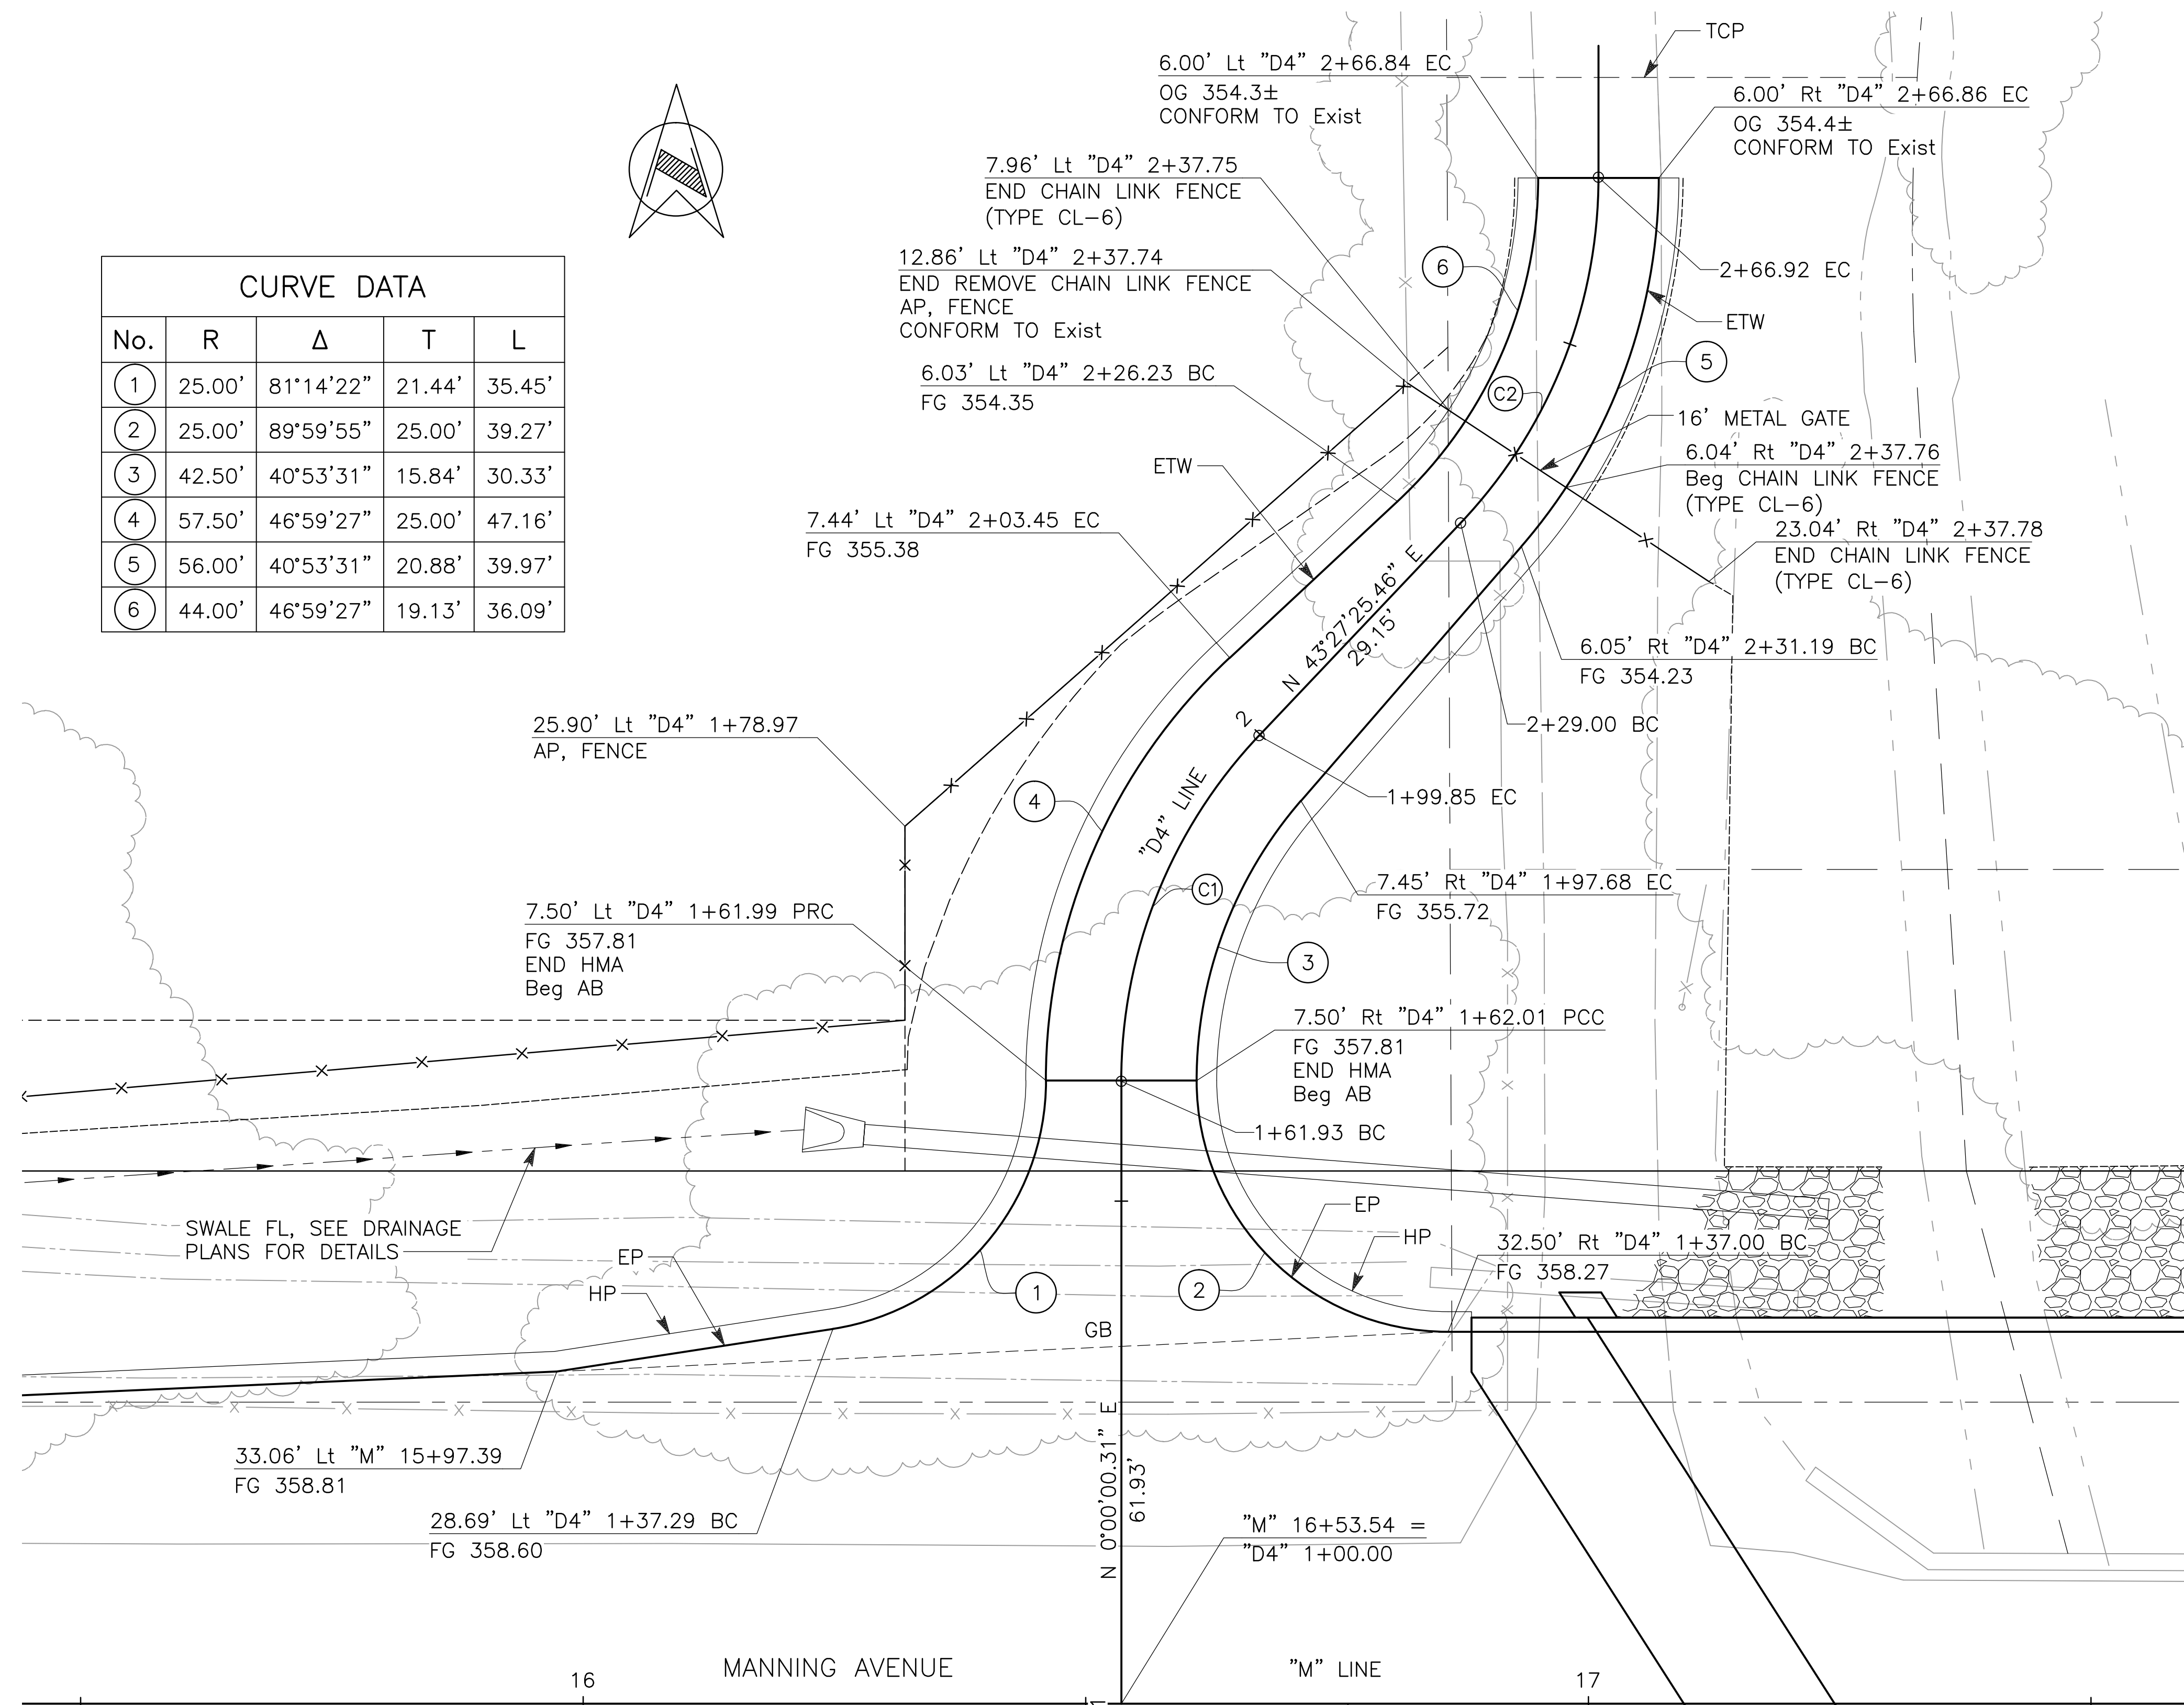 TCP
6.00' Lt "D4" 2+66.84 EC
OG 354.3±
CONFORM TO Exist
6.00' Rt "D4" 2+66.86 EC
OG 354.4±
CONFORM TO Exist
7.96' Lt "D4" 2+37.75
END CHAIN LINK FENCE
(TYPE CL-6)
12.86' Lt "D4" 2+37.74
END REMOVE CHAIN LINK FENCE
AP, FENCE
CONFORM TO Exist
6
2+66.92 EC
ETW
5
6.03' Lt "D4" 2+26.23 BC
FG 354.35
C2
16' METAL GATE
6.04' Rt "D4" 2+37.76
Beg CHAIN LINK FENCE
(TYPE CL-6)
ETW
CURVE DATA
No. R Δ T L
1 25.00' 81°14'22" 21.44' 35.45'
2 25.00' 89°59'55" 25.00' 39.27'
3 42.50' 40°53'31" 15.84' 30.33'
4 57.50' 46°59'27" 25.00' 47.16'
5 56.00' 40°53'31" 20.88' 39.97'
6 44.00' 46°59'27" 19.13' 36.09'
7.44' Lt "D4" 2+03.45 EC
FG 355.38
23.04' Rt "D4" 2+37.78
END CHAIN LINK FENCE
(TYPE CL-6)
N 43°27'25.46" E
29.15'
6.05' Rt "D4" 2+31.19 BC
FG 354.23
2+29.00 BC
2
25.90' Lt "D4" 1+78.97
AP, FENCE
4
"D4" LINE
1+99.85 EC
C1
7.45' Rt "D4" 1+97.68 EC
FG 355.72
7.50' Lt "D4" 1+61.99 PRC
FG 357.81
END HMA
Beg AB
3
7.50' Rt "D4" 1+62.01 PCC
FG 357.81
END HMA
Beg AB
1+61.93 BC
SWALE FL, SEE DRAINAGE
PLANS FOR DETAILS
EP
HP
1
2
EP
HP
32.50' Rt "D4" 1+37.00 BC
FG 358.27
GB
33.06' Lt "M" 15+97.39
FG 358.81
28.69' Lt "D4" 1+37.29 BC
FG 358.60
N 0°00'00.31" E
61.93'
"M" 16+53.54 =
"D4" 1+00.00
MANNING AVENUE
"M" LINE
16
17
1